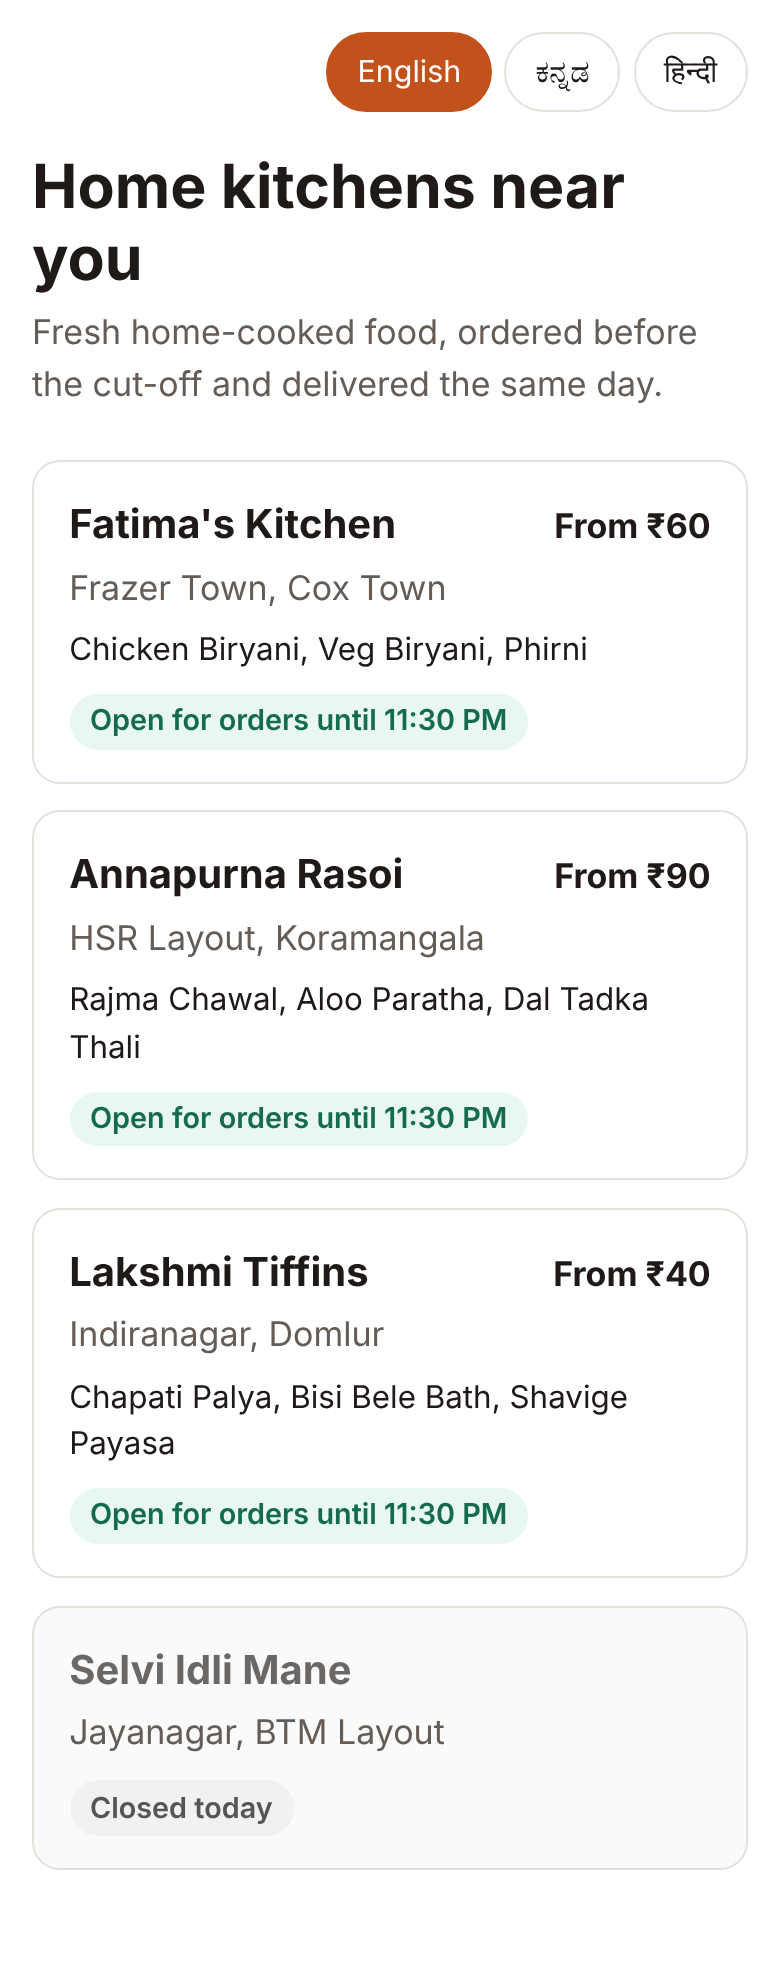 English
ಕನ್ನಡ
हिन्दी
Home kitchens near
you
Fresh home-cooked food, ordered before
the cut-off and delivered the same day.
Fatima's Kitchen
From ₹60
Frazer Town, Cox Town
Chicken Biryani, Veg Biryani, Phirni
Open for orders until 11:30 PM
Annapurna Rasoi
From ₹90
HSR Layout, Koramangala
Rajma Chawal, Aloo Paratha, Dal Tadka
Thali
Open for orders until 11:30 PM
Lakshmi Tiffins
From ₹40
Indiranagar, Domlur
Chapati Palya, Bisi Bele Bath, Shavige
Payasa
Open for orders until 11:30 PM
Selvi Idli Mane
Jayanagar, BTM Layout
Closed today